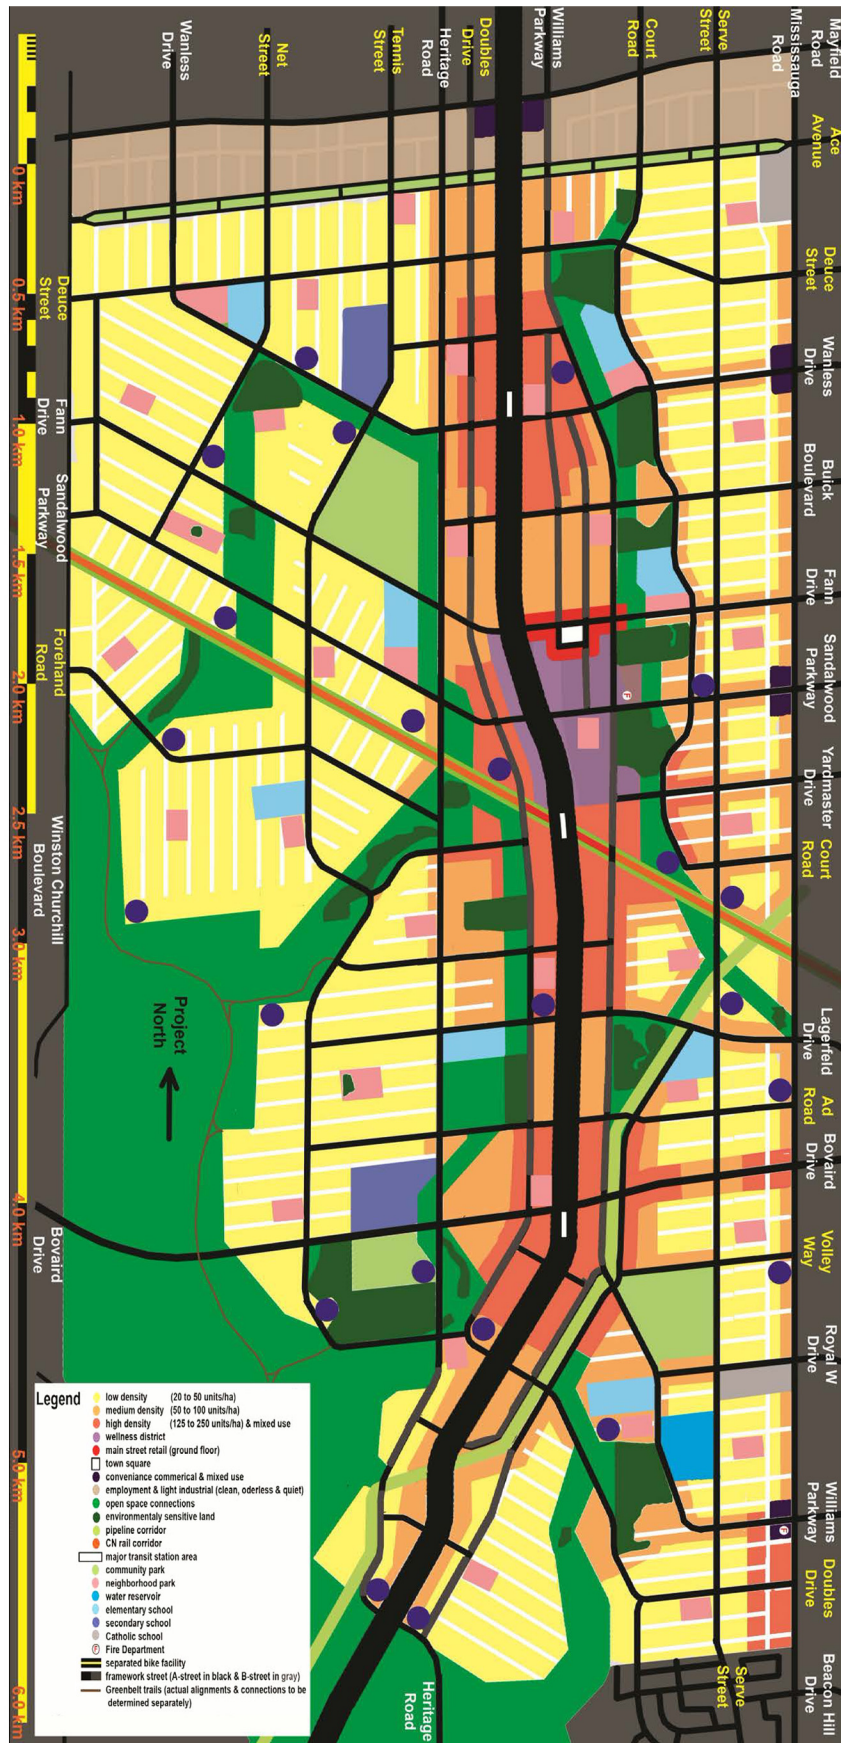 Wanless
Drive
Net
Street
Tennis
Street
Heritage
Road
Doubles
Drive
Williams
Parkway
Court
Road
Serve
Street
Mississauga
Road
Mayfield
Road
Ace
Avenue
Deuce
Street
Wanless
Drive
Buick
Boulevard
Fann
Drive
Sandalwood
Parkway
Yardmaster
Drive
Court
Road
Lagerfeld
Drive
Ad
Road
Bovaird
Drive
Volley
Way
Royal W
Drive
Williams
Parkway
Doubles
Drive
Beacon Hill
Drive
Serve
Street
Heritage
Road
Deuce
Street
Fann
Drive
Sandalwood
Parkway
Forehand
Road
Winston Churchill
Boulevard
Bovaird
Drive
0 km
0.5 km
1.0 km
1.5 km
2.0 km
2.5 km
3.0 km
4.0 km
5.0 km
6.0 km
Project
North
F
F
Legend
low density (20 to 50 units/ha)
medium density (50 to 100 units/ha)
high density (125 to 250 units/ha) & mixed use
wellness district
main street retail (ground floor)
town square
conveniance commerical & mixed use
employment & light industrial (clean, oderless & quiet)
open space connections
environmentaly sensitive land
pipeline corridor
CN rail corridor
major transit station area
community park
neighborhood park
water reservoir
elementary school
secondary school
Catholic school
F Fire Department
separated bike facility
framework street (A-street in black & B-street in gray)
Greenbelt trails (actual alignments & connections to be
determined separately)